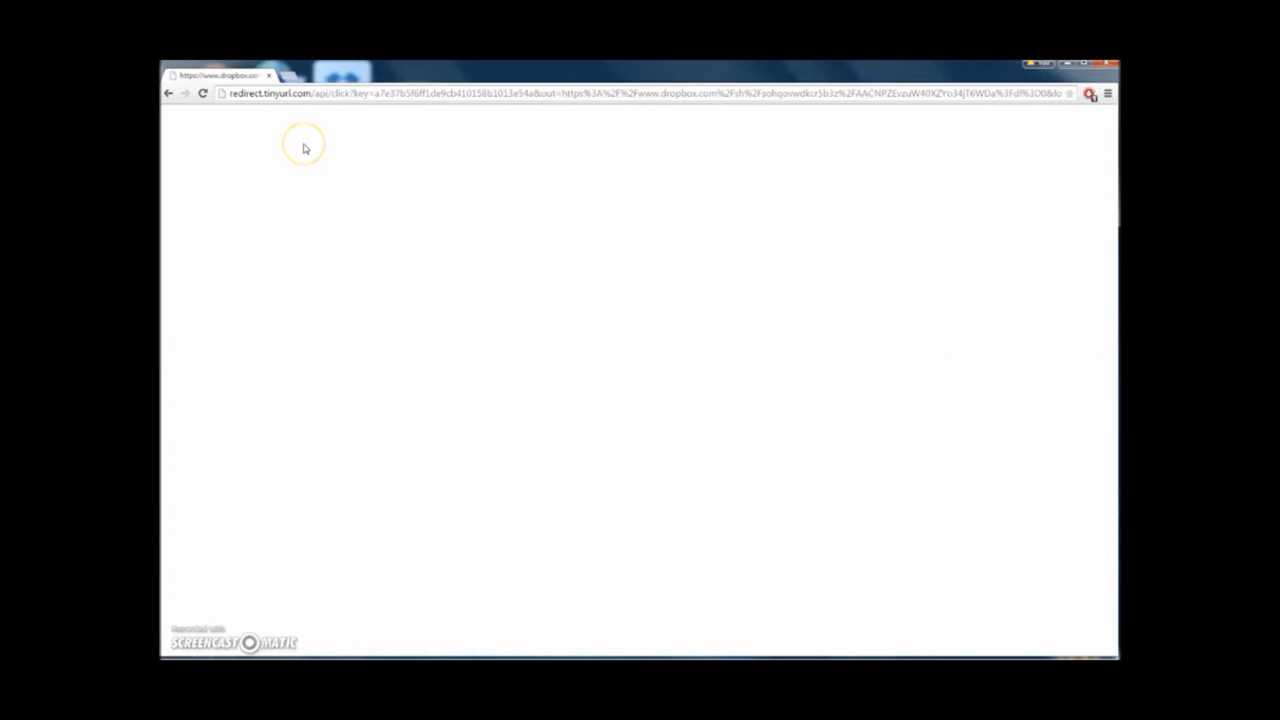 https://www.dropbox.com
redirect.tinyurl.com/api/click?key=a7e37b5f6ff1de9cb410158b1013e54a&out=https%3A%2F%2Fwww.dropbox.com%2Fsh%2Fsohqovwdkcr5b3z%2FAACNPZEvzuW40XZYo34jT6WDa%3Fdl%3D0&lo
Recorded with
SCREENCAST MATIC